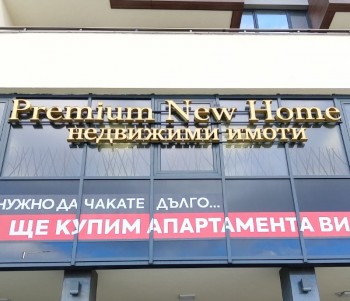 Premium New Home
недвижими имоти
НУЖНО ДА ЧАКАТЕ ДЪЛГО...
ЩЕ КУПИМ АПАРТАМЕНТА ВИ